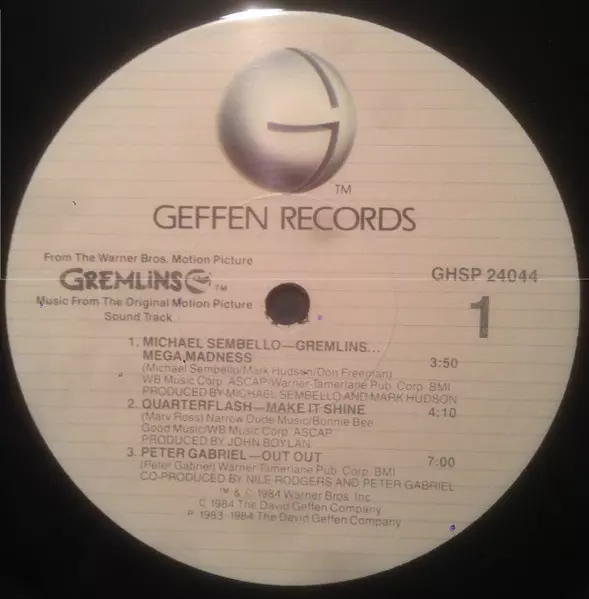 TM
GEFFEN RECORDS
From The Warner Bros. Motion Picture
GREMLINS TM
Music From The Original Motion Picture
Sound Track
GHSP 24044
1
1. MICHAEL SEMBELLO—GREMLINS...
MEGA MADNESS 3:50
(Michael Sembello/Mark Hudson/Don Freeman)
WB Music Corp. ASCAP/Warner-Tamerlane Pub. Corp. BMI
PRODUCED BY MICHAEL SEMBELLO AND MARK HUDSON
2. QUARTERFLASH—MAKE IT SHINE 4:10
(Marv Ross) Narrow Dude Music/Bonnie Bee
Good Music/WB Music Corp. ASCAP
PRODUCED BY JOHN BOYLAN
3. PETER GABRIEL—OUT OUT 7:00
(Peter Gabriel) Warner-Tamerlane Pub. Corp. BMI
CO-PRODUCED BY NILE RODGERS AND PETER GABRIEL
™ & © 1984 Warner Bros. Inc.
© 1984 The David Geffen Company
℗ 1983-1984 The David Geffen Company